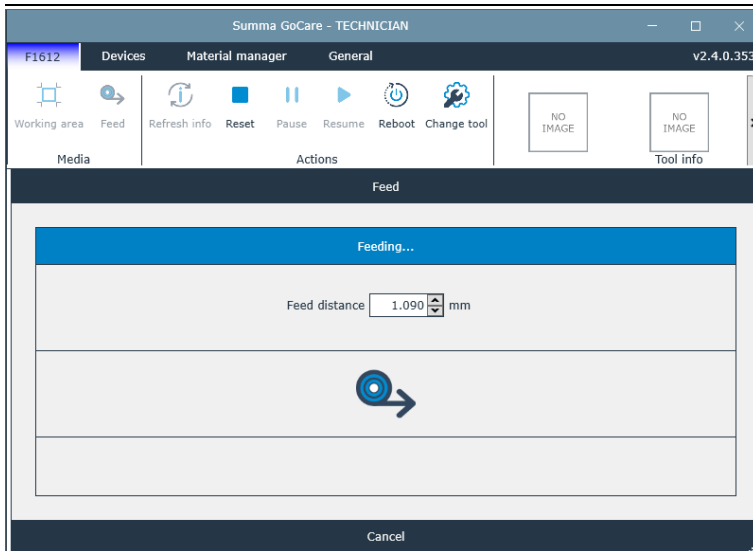 Summa GoCare - TECHNICIAN
F1612 Devices Material manager General v2.4.0.353
Working area Feed Refresh info Reset Pause Resume Reboot Change tool NO IMAGE NO IMAGE
Media Actions Tool info
Feed
Feeding...
Feed distance 1.090 mm
Cancel